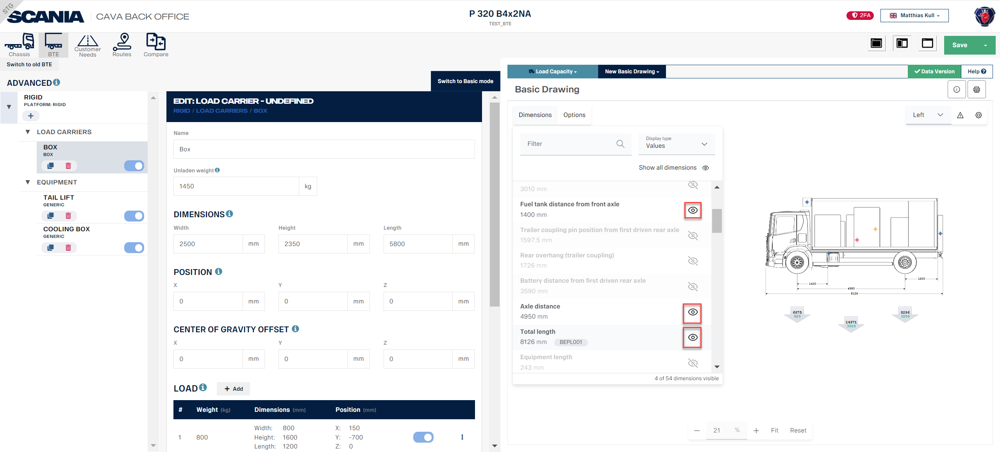 STG
SCANIA
CAVA BACK OFFICE
P 320 B4x2NA
TEST_BTE
2FA
Matthias Kull
Chassis
BTE
Customer
Needs
Routes
Compare
Save
Switch to old BTE
ADVANCED
Switch to Basic mode
RIGID
PLATFORM: RIGID
LOAD CARRIERS
BOX
BOX
EQUIPMENT
TAIL LIFT
GENERIC
COOLING BOX
GENERIC
EDIT: LOAD CARRIER - UNDEFINED
RIGID / LOAD CARRIERS / BOX
Name
Box
Unladen weight
1450 kg
DIMENSIONS
Width Height Length
2500 mm 2350 mm 5800 mm
POSITION
X Y Z
0 mm 0 mm 0 mm
CENTER OF GRAVITY OFFSET
X Y Z
0 mm 0 mm 0 mm
LOAD
+ Add
# Weight (kg) Dimensions (mm) Position (mm)
Width: 800 X: 150
1 800 Height: 1600 Y: -700
Length: 1200 Z: 0
Load Capacity
New Basic Drawing
Data Version
Help
Basic Drawing
Dimensions
Options
Left
Filter
Display type
Values
Show all dimensions
3010 mm
Fuel tank distance from front axle
1400 mm
Trailer coupling pin position from first driven rear axle
1597.5 mm
Rear overhang (trailer coupling)
1726 mm
Battery distance from first driven rear axle
3590 mm
Axle distance
4950 mm
Total length
8126 mm BEPL001
Equipment length
243 mm
4 of 54 dimensions visible
1500
1400
4950
8126
6675
825
14971
3029
8296
3204
21 %
Fit
Reset